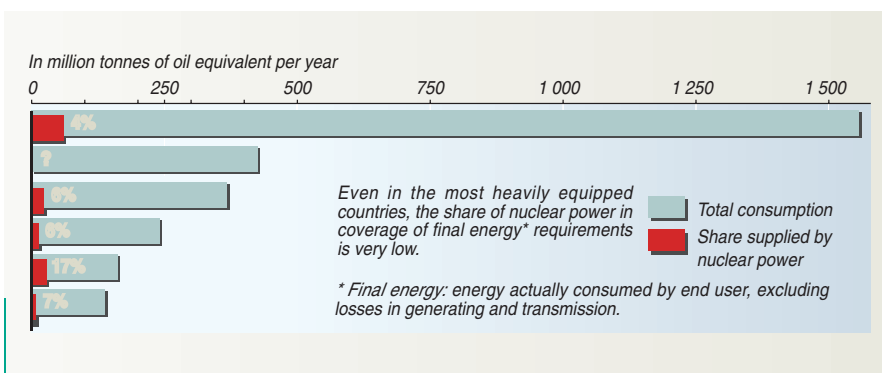 In million tonnes of oil equivalent per year
0 250 500 750 1 000 1 250 1 500
4%
?
6%
6%
17%
7%
Even in the most heavily equipped
countries, the share of nuclear power in
coverage of final energy* requirements
is very low.
Total consumption
Share supplied by
nuclear power
* Final energy: energy actually consumed by end user, excluding
losses in generating and transmission.